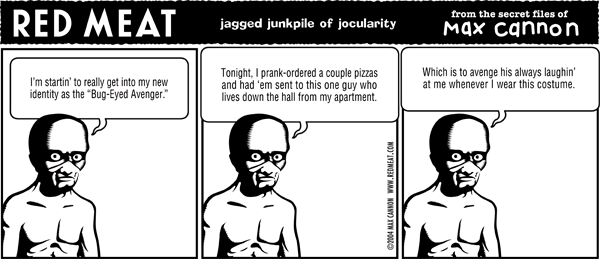 RED MEAT
jagged junkpile of jocularity
from the secret files of
Max cannon
I'm startin' to really get into my new
identity as the "Bug-Eyed Avenger."
Tonight, I prank-ordered a couple pizzas
and had 'em sent to this one guy who
lives down the hall from my apartment.
©2004 MAX CANNON WWW.REDMEAT.COM
Which is to avenge his always laughin'
at me whenever I wear this costume.